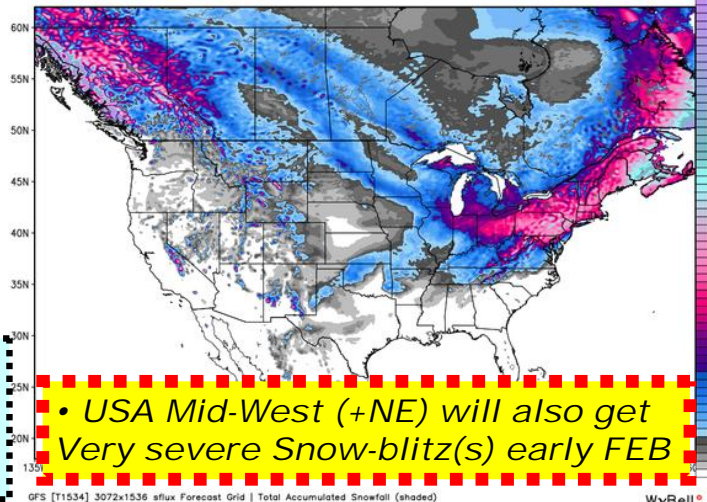 55N
50N
45N
40N
35N
30N
25N
20N
• USA Mid-West (+NE) will also get
Very severe Snow-blitz(s) early FEB
GFS [T1534] 3072x1536 sflux Forecast Grid | Total Accumulated Snowfall (shaded)